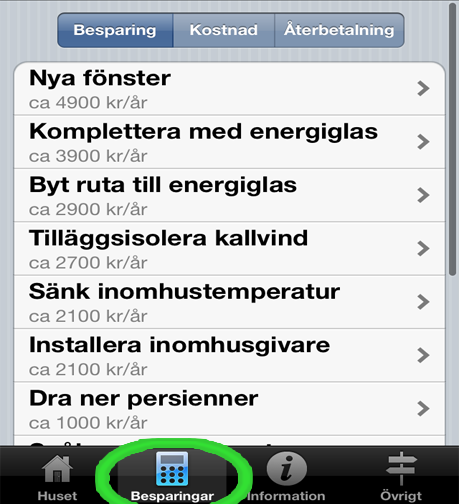 Besparing Kostnad Återbetalning
Nya fönster
ca 4900 kr/år
Komplettera med energiglas
ca 3900 kr/år
Byt ruta till energiglas
ca 2900 kr/år
Tilläggsisolera kallvind
ca 2700 kr/år
Sänk inomhustemperatur
ca 2100 kr/år
Installera inomhusgivare
ca 2100 kr/år
Dra ner persienner
ca 1000 kr/år
Huset Besparingar Information Övrigt